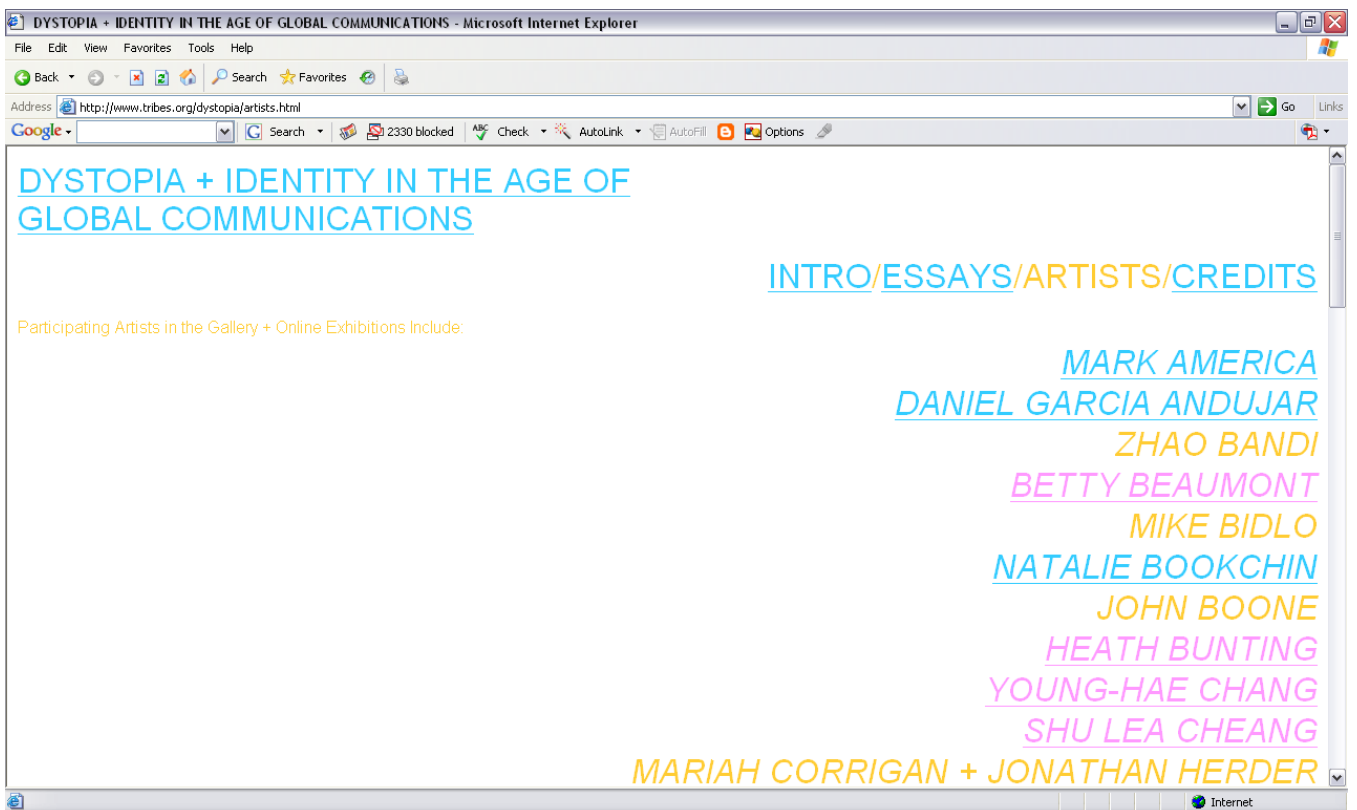 DYSTOPIA + IDENTITY IN THE AGE OF GLOBAL COMMUNICATIONS - Microsoft Internet Explorer
File Edit View Favorites Tools Help
Back Search Favorites
Address http://www.tribes.org/dystopia/artists.html Go Links
Google Search 2330 blocked ABC Check AutoLink AutoFill Options
DYSTOPIA + IDENTITY IN THE AGE OF
GLOBAL COMMUNICATIONS
INTRO/ESSAYS/ARTISTS/CREDITS
Participating Artists in the Gallery + Online Exhibitions Include:
MARK AMERICA
DANIEL GARCIA ANDUJAR
ZHAO BANDI
BETTY BEAUMONT
MIKE BIDLO
NATALIE BOOKCHIN
JOHN BOONE
HEATH BUNTING
YOUNG-HAE CHANG
SHU LEA CHEANG
MARIAH CORRIGAN + JONATHAN HERDER
Internet